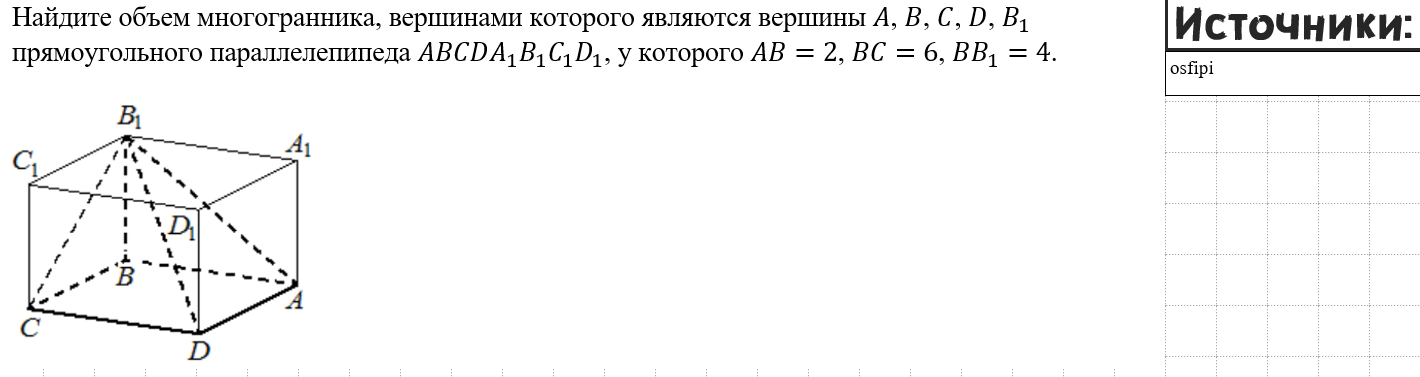 Найдите объем многогранника, вершинами которого являются вершины A, B, C, D, B₁
прямоугольного параллелепипеда ABCDA₁B₁C₁D₁, у которого AB = 2, BC = 6, BB₁ = 4.
Источники:
osfipi
B₁
A₁
C₁
D₁
B
A
C
D